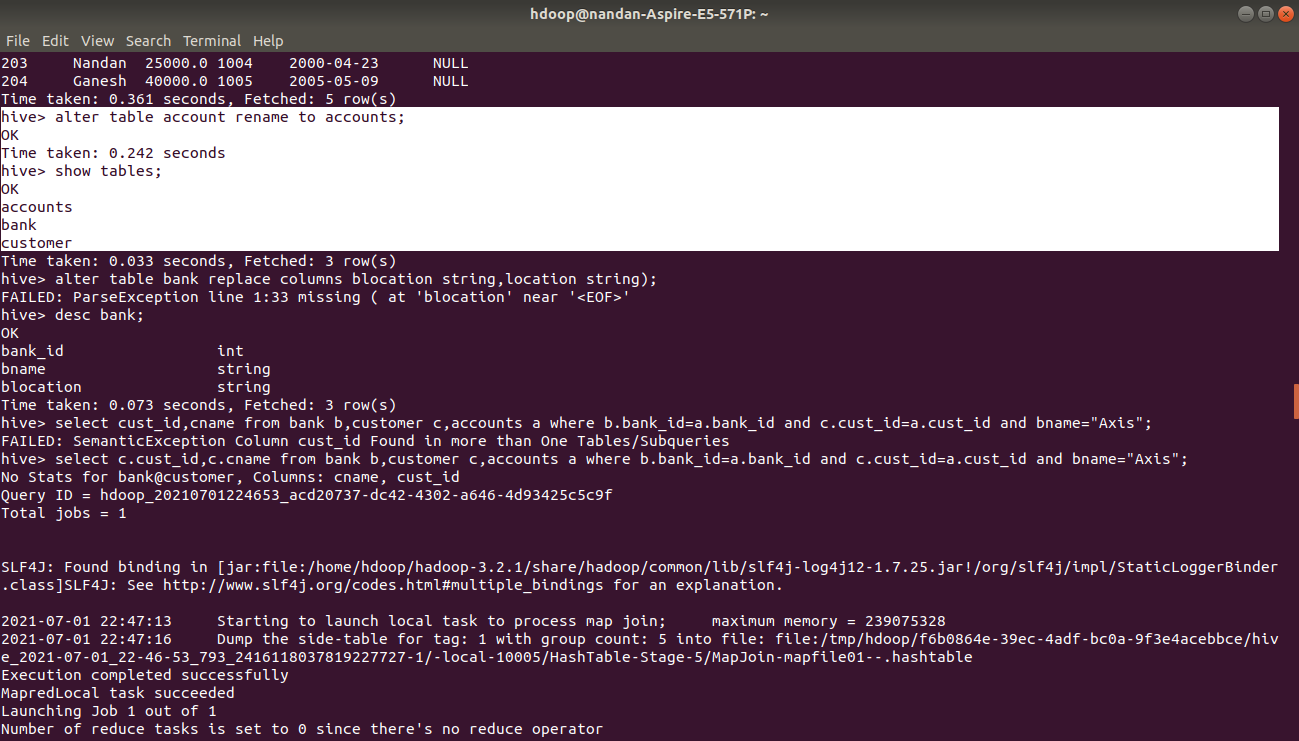 hdoop@nandan-Aspire-E5-571P: ~
File Edit View Search Terminal Help
203 Nandan 25000.0 1004 2000-04-23 NULL
204 Ganesh 40000.0 1005 2005-05-09 NULL
Time taken: 0.361 seconds, Fetched: 5 row(s)
hive> alter table account rename to accounts;
OK
Time taken: 0.242 seconds
hive> show tables;
OK
accounts
bank
customer
Time taken: 0.033 seconds, Fetched: 3 row(s)
hive> alter table bank replace columns blocation string,location string);
FAILED: ParseException line 1:33 missing ( at 'blocation' near '<EOF>'
hive> desc bank;
OK
bank_id int
bname string
blocation string
Time taken: 0.073 seconds, Fetched: 3 row(s)
hive> select cust_id,cname from bank b,customer c,accounts a where b.bank_id=a.bank_id and c.cust_id=a.cust_id and bname="Axis";
FAILED: SemanticException Column cust_id Found in more than One Tables/Subqueries
hive> select c.cust_id,c.cname from bank b,customer c,accounts a where b.bank_id=a.bank_id and c.cust_id=a.cust_id and bname="Axis";
No Stats for bank@customer, Columns: cname, cust_id
Query ID = hdoop_20210701224653_acd20737-dc42-4302-a646-4d93425c5c9f
Total jobs = 1
SLF4J: Found binding in [jar:file:/home/hdoop/hadoop-3.2.1/share/hadoop/common/lib/slf4j-log4j12-1.7.25.jar!/org/slf4j/impl/StaticLoggerBinder
.class]SLF4J: See http://www.slf4j.org/codes.html#multiple_bindings for an explanation.
2021-07-01 22:47:13 Starting to launch local task to process map join; maximum memory = 239075328
2021-07-01 22:47:16 Dump the side-table for tag: 1 with group count: 5 into file: file:/tmp/hdoop/f6b0864e-39ec-4adf-bc0a-9f3e4acebbce/hiv
e_2021-07-01_22-46-53_793_2416118037819227727-1/-local-10005/HashTable-Stage-5/MapJoin-mapfile01--.hashtable
Execution completed successfully
MapredLocal task succeeded
Launching Job 1 out of 1
Number of reduce tasks is set to 0 since there's no reduce operator